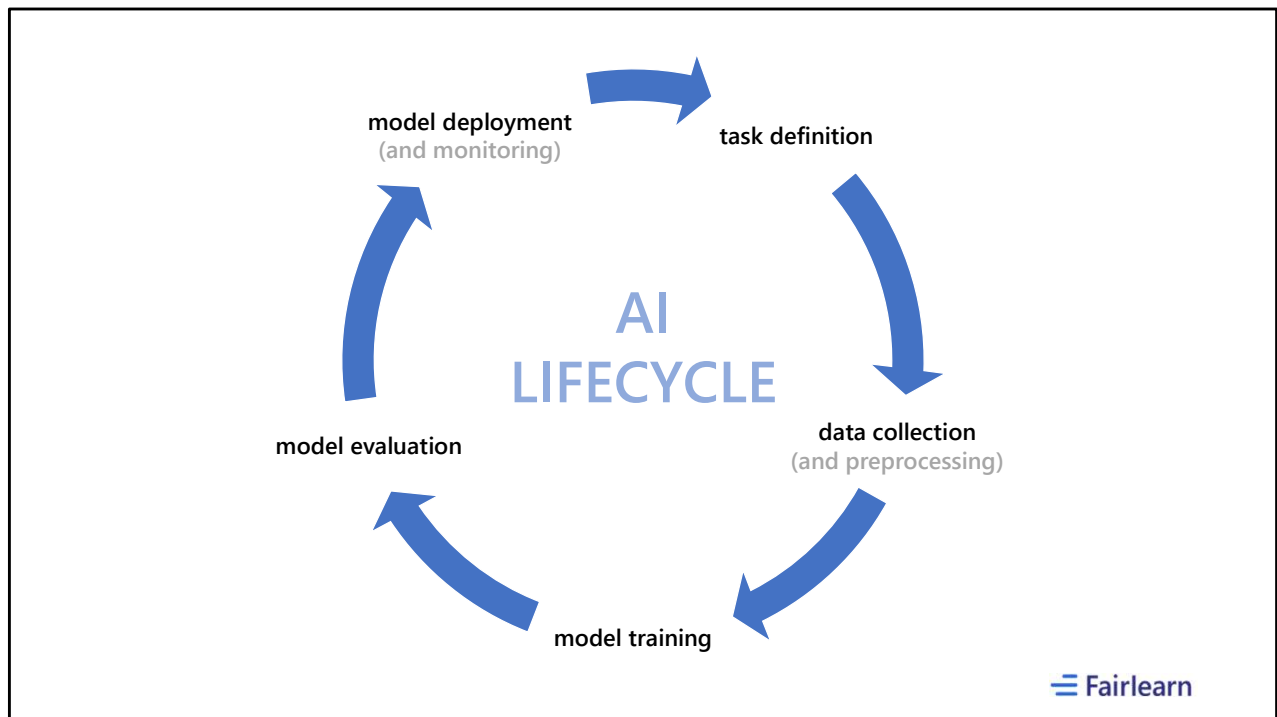 model deployment
(and monitoring)
task definition
AI
LIFECYCLE
data collection
(and preprocessing)
model evaluation
model training
Fairlearn